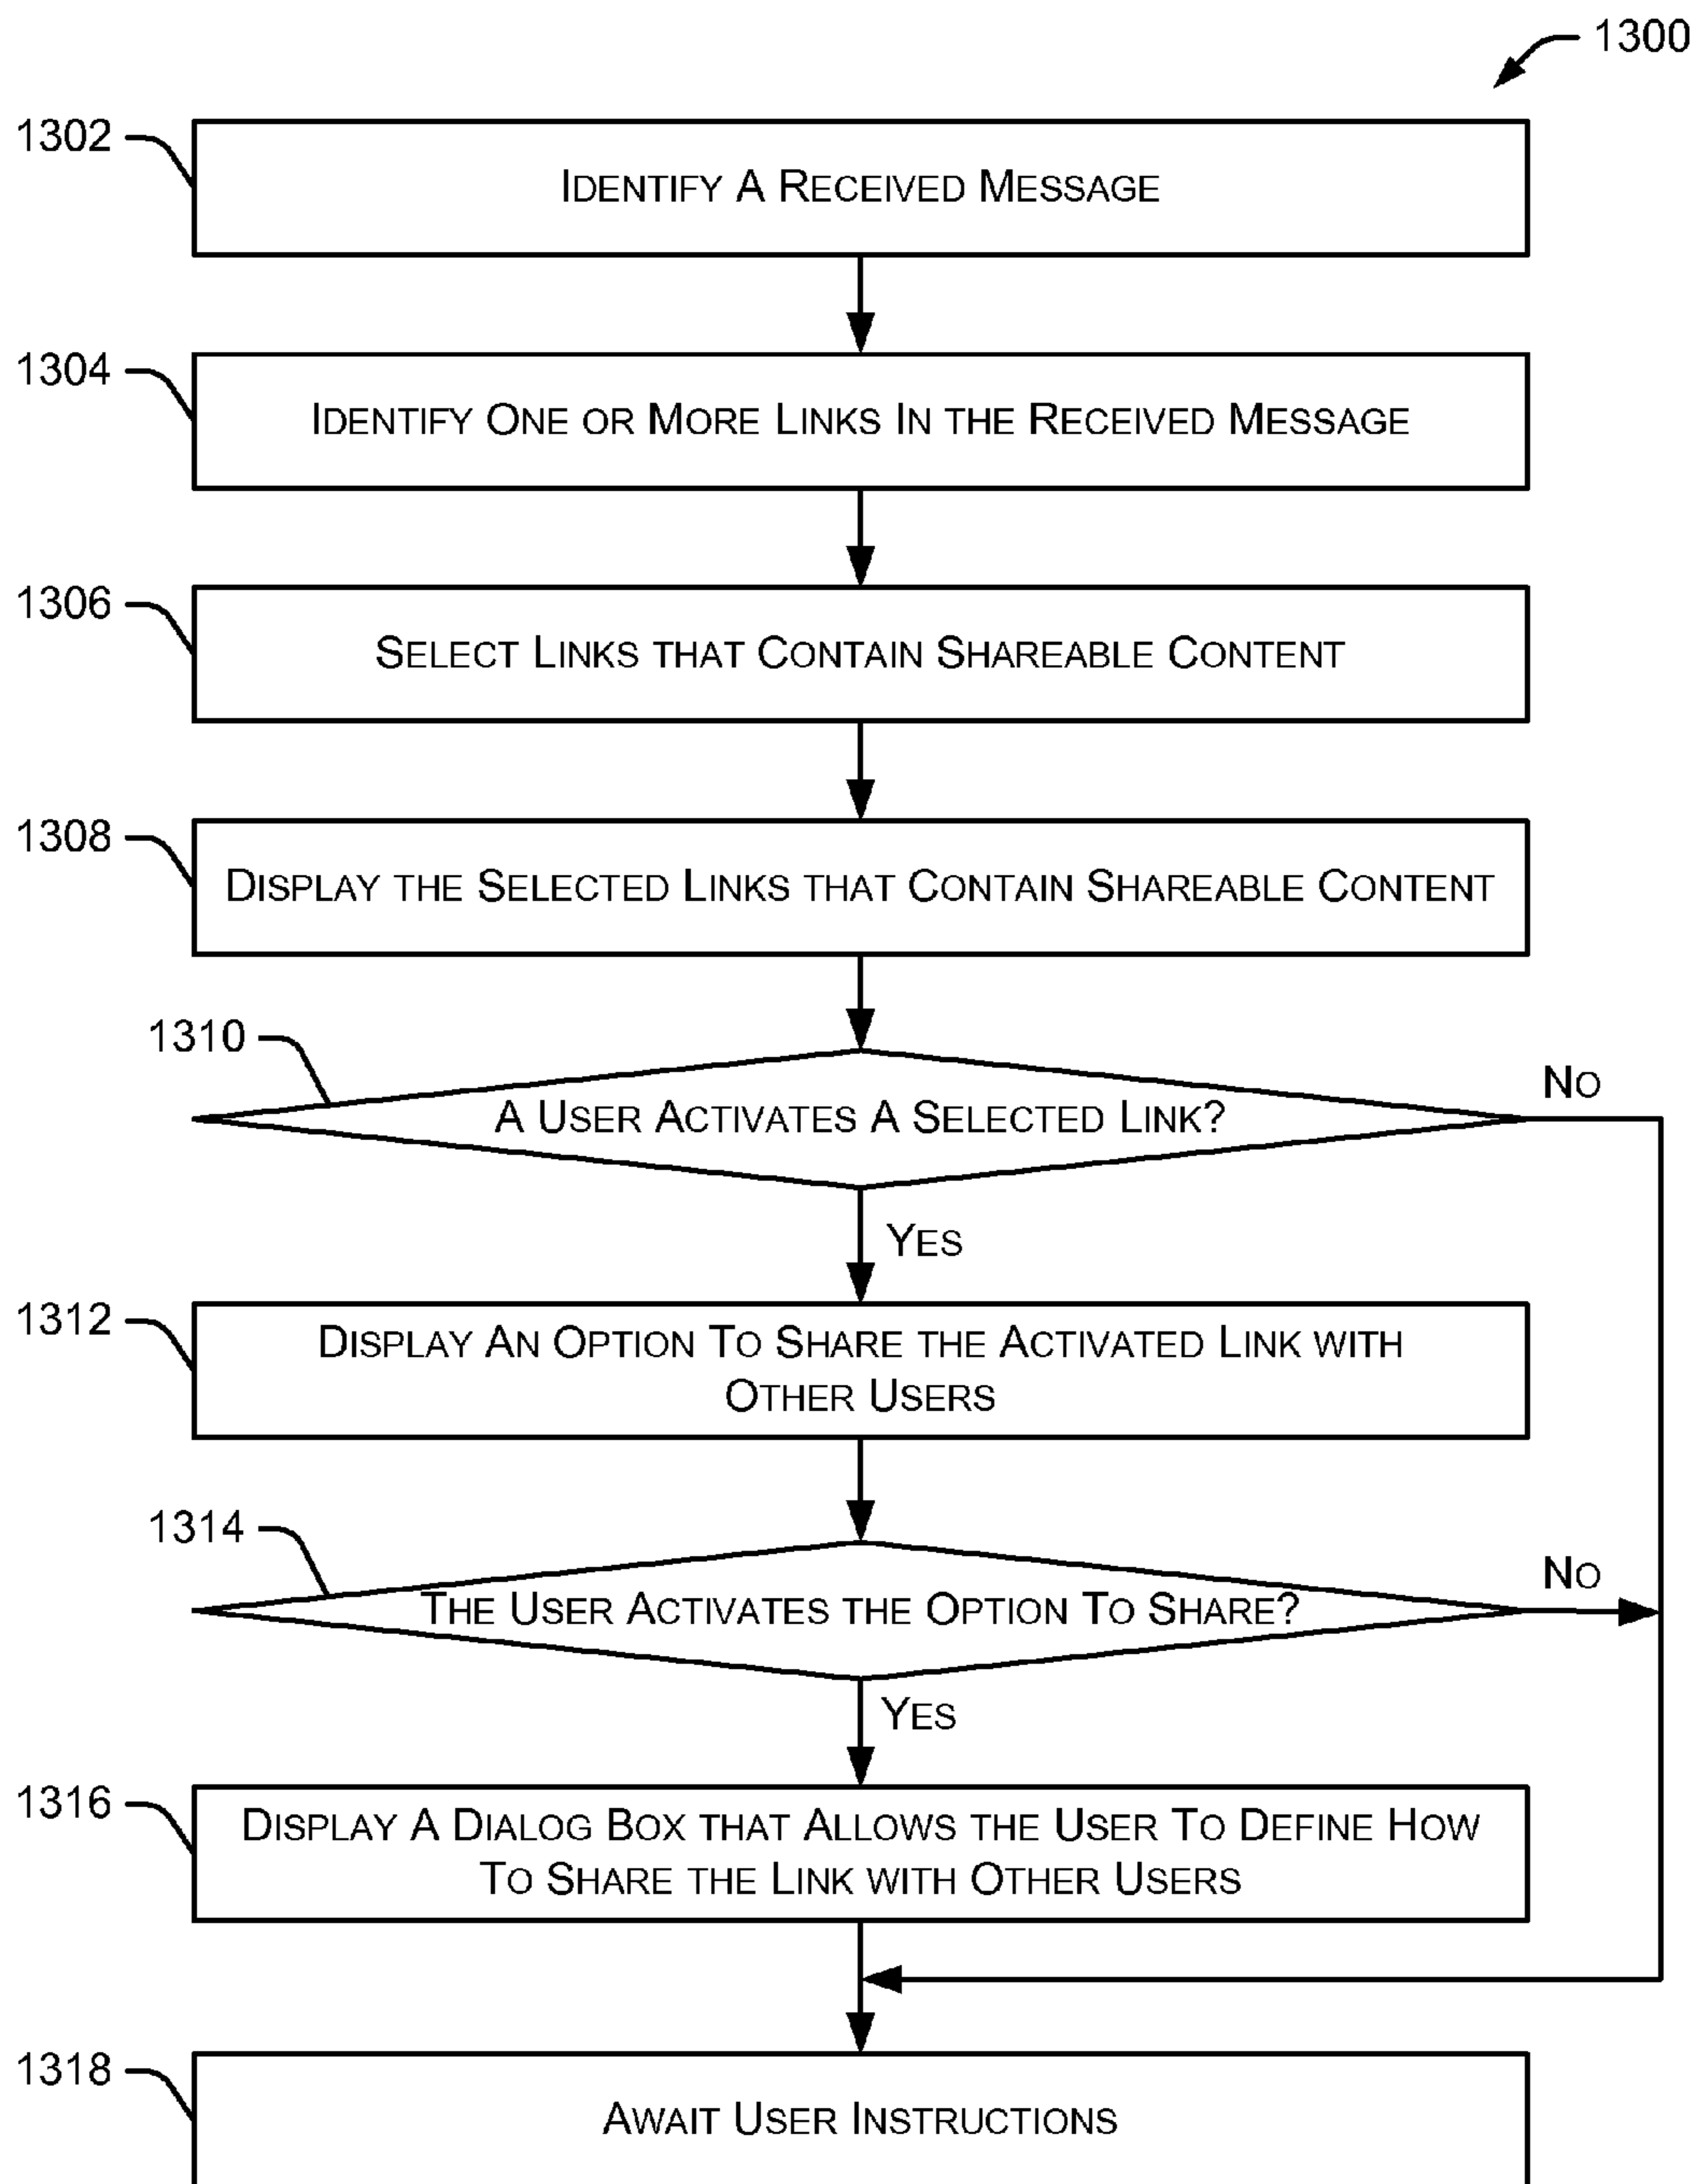 1300
1302
IDENTIFY A RECEIVED MESSAGE
1304
IDENTIFY ONE OR MORE LINKS IN THE RECEIVED MESSAGE
1306
SELECT LINKS THAT CONTAIN SHAREABLE CONTENT
1308
DISPLAY THE SELECTED LINKS THAT CONTAIN SHAREABLE CONTENT
1310
A USER ACTIVATES A SELECTED LINK?
NO
YES
1312
DISPLAY AN OPTION TO SHARE THE ACTIVATED LINK WITH
OTHER USERS
1314
THE USER ACTIVATES THE OPTION TO SHARE?
NO
YES
1316
DISPLAY A DIALOG BOX THAT ALLOWS THE USER TO DEFINE HOW
TO SHARE THE LINK WITH OTHER USERS
1318
AWAIT USER INSTRUCTIONS